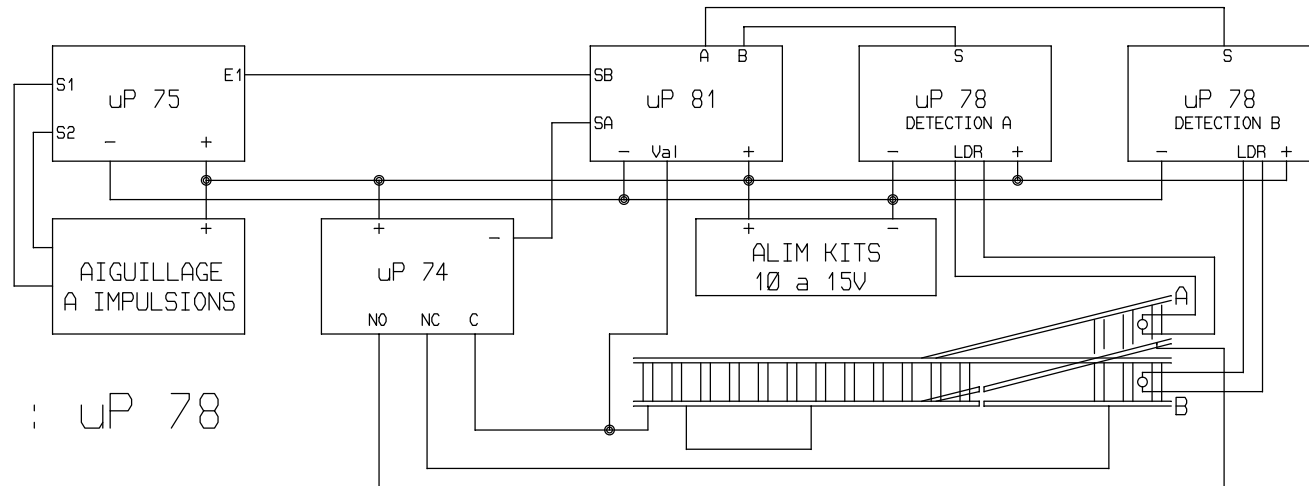 A B S S
S1 E1 SB
uP 75 uP 81 uP 78 uP 78
S2 SA DETECTION A DETECTION B
- + - Val + - LDR + - LDR +
+ + - + -
AIGUILLAGE
A IMPULSIONS
uP 74
ALIM KITS
10 a 15V
NO NC C
A
B
: uP 78